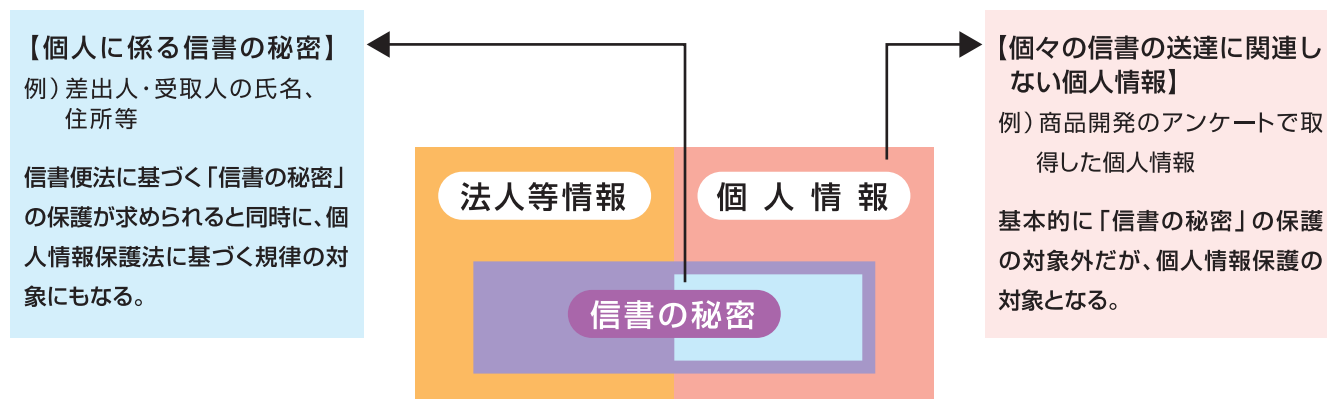 【個人に係る信書の秘密】
例）差出人・受取人の氏名、
住所等
信書便法に基づく「信書の秘密」
の保護が求められると同時に、個
人情報保護法に基づく規律の対
象にもなる。
法人等情報
個人情報
信書の秘密
【個々の信書の送達に関連し
ない個人情報】
例）商品開発のアンケートで取
得した個人情報
基本的に「信書の秘密」の保護
の対象外だが、個人情報保護の
対象となる。